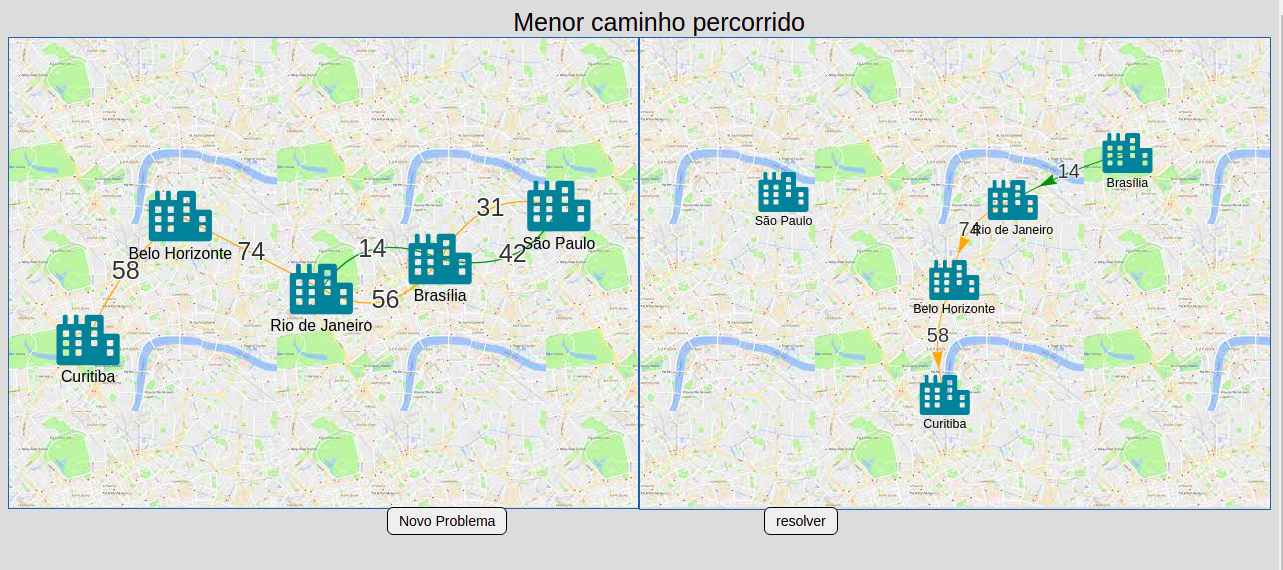 Menor caminho percorrido
31
São Paulo
42
14
Belo Horizonte
74
58
56
Brasília
Rio de Janeiro
Curitiba
14
Brasília
São Paulo
74
Rio de Janeiro
Belo Horizonte
58
Curitiba
Novo Problema
resolver